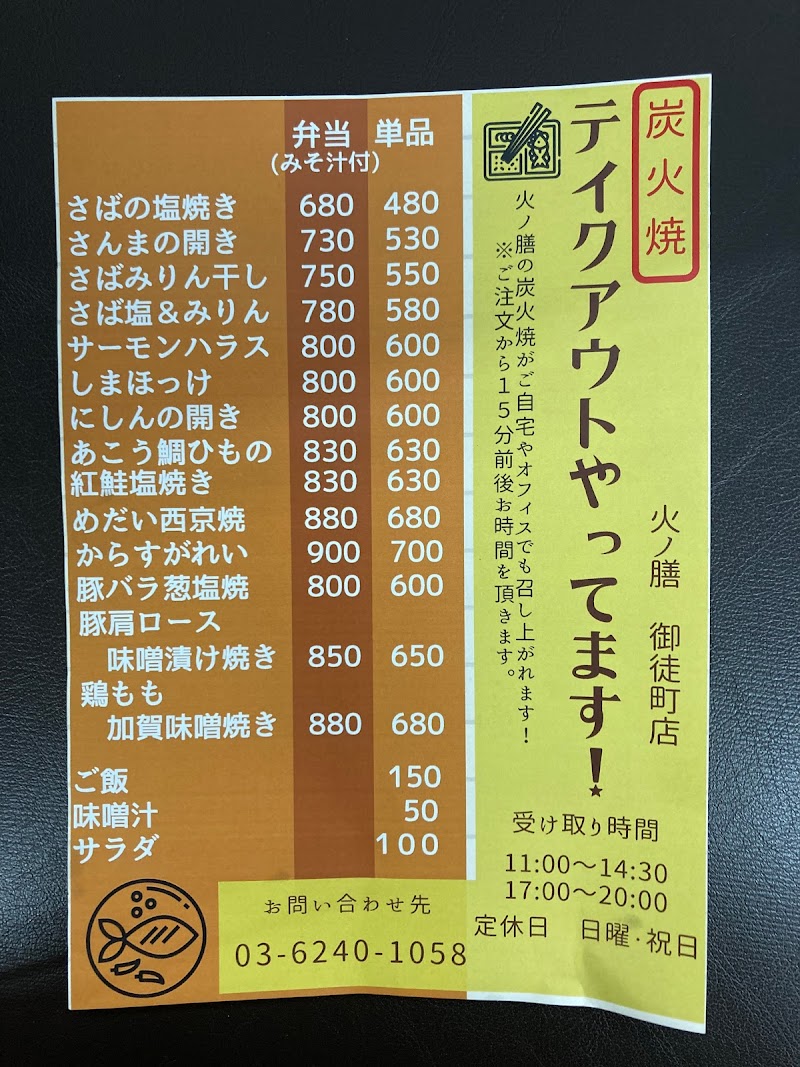 炭火焼
テイクアウトやってます!
火ノ膳の炭火焼がご自宅やオフィスでも召し上がれます!
※ご注文から15分前後お時間を頂きます。
火ノ膳 御徒町店
受け取り時間
11:00〜14:30
17:00〜20:00
定休日 日曜・祝日
弁当 単品
(みそ汁付)
さばの塩焼き 680 480
さんまの開き 730 530
さばみりん干し 750 550
さば塩&みりん 780 580
サーモンハラス 800 600
しまほっけ 800 600
にしんの開き 800 600
あこう鯛ひもの 830 630
紅鮭塩焼き 830 630
めだい西京焼 880 680
からすがれい 900 700
豚バラ葱塩焼 800 600
豚肩ロース
味噌漬け焼き 850 650
鶏もも
加賀味噌焼き 880 680
ご飯 150
味噌汁 50
サラダ 100
お問い合わせ先
03-6240-1058